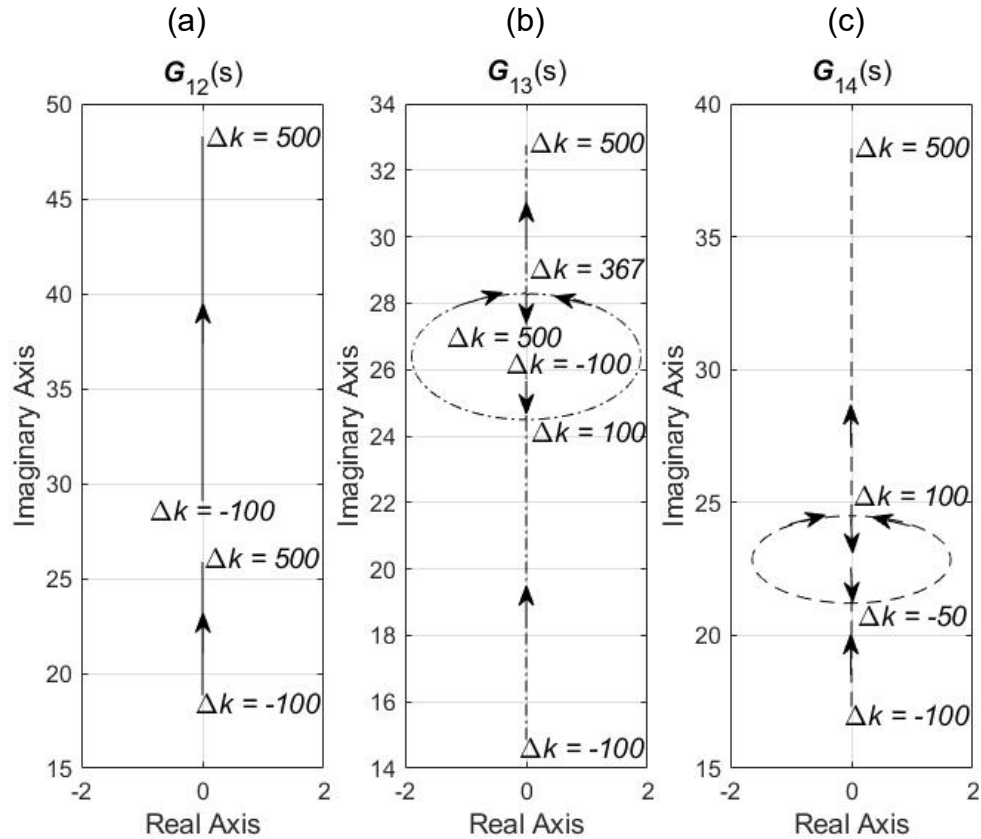 (a)
(b)
(c)
G12(s)
G13(s)
G14(s)
50
45
40
35
30
25
20
15
-2
0
2
Real Axis
Imaginary Axis
Δk = 500
Δk = -100
Δk = 500
Δk = -100
34
32
30
28
26
24
22
20
18
16
14
-2
0
2
Real Axis
Imaginary Axis
Δk = 500
Δk = 367
Δk = 500
Δk = -100
Δk = 100
Δk = -100
40
35
30
25
20
15
-2
0
2
Real Axis
Imaginary Axis
Δk = 500
Δk = 100
Δk = -50
Δk = -100